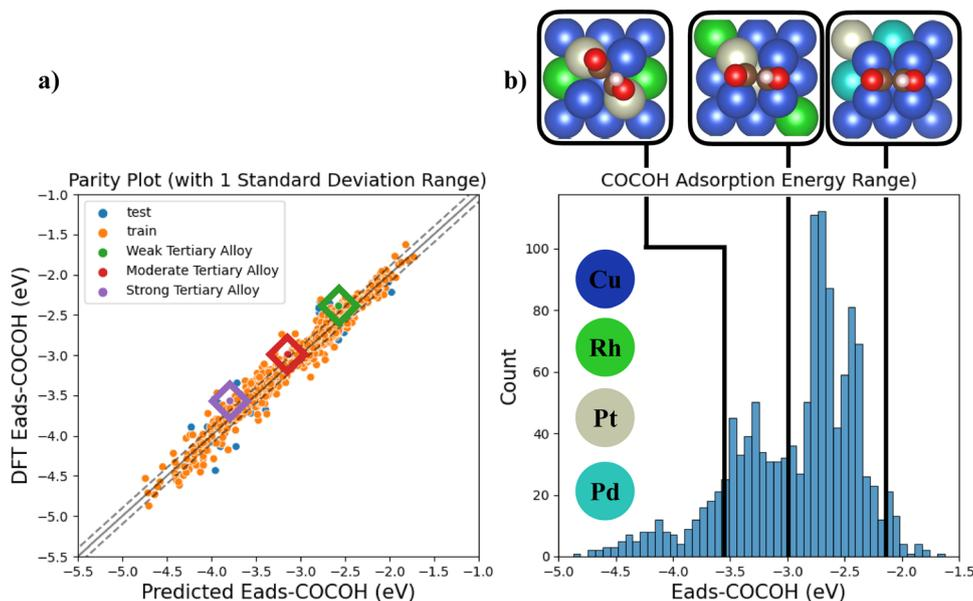 a)
b)
Parity Plot (with 1 Standard Deviation Range)
test
train
Weak Tertiary Alloy
Moderate Tertiary Alloy
Strong Tertiary Alloy
DFT Eads-COCOH (eV)
−1.0
−1.5
−2.0
−2.5
−3.0
−3.5
−4.0
−4.5
−5.0
−5.5
−5.5 −5.0 −4.5 −4.0 −3.5 −3.0 −2.5 −2.0 −1.5 −1.0
Predicted Eads-COCOH (eV)
COCOH Adsorption Energy Range)
Cu
Rh
Pt
Pd
Count
100
80
60
40
20
0
−5.0 −4.5 −4.0 −3.5 −3.0 −2.5 −2.0 −1.5
Eads-COCOH (eV)